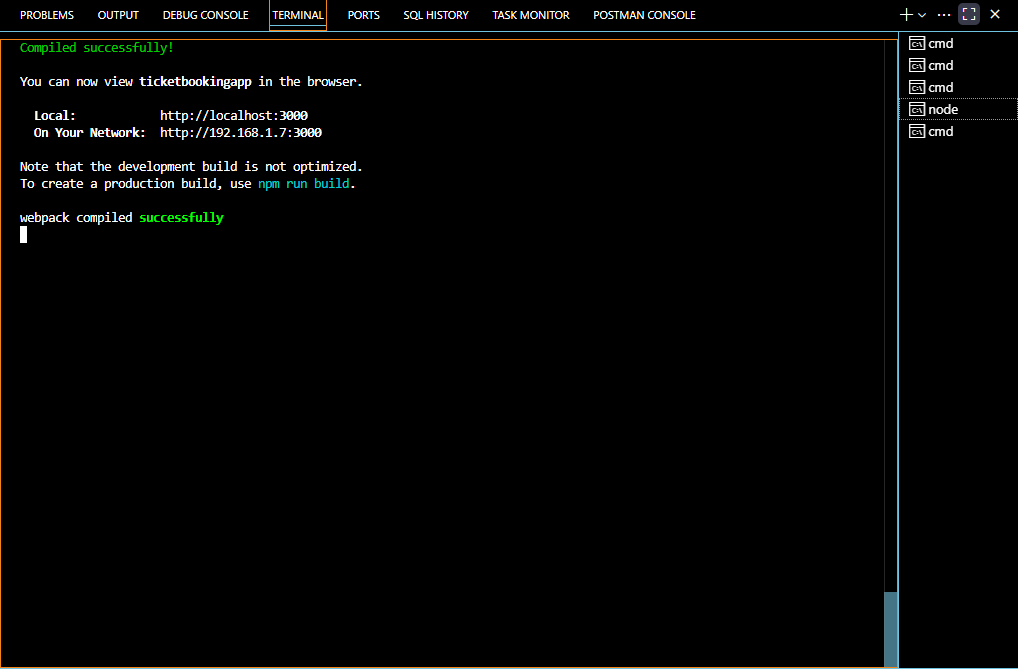 PROBLEMS OUTPUT DEBUG CONSOLE TERMINAL PORTS SQL HISTORY TASK MONITOR POSTMAN CONSOLE
Compiled successfully!
You can now view ticketbookingapp in the browser.
Local: http://localhost:3000
On Your Network: http://192.168.1.7:3000
Note that the development build is not optimized.
To create a production build, use npm run build.
webpack compiled successfully
cmd
cmd
cmd
node
cmd